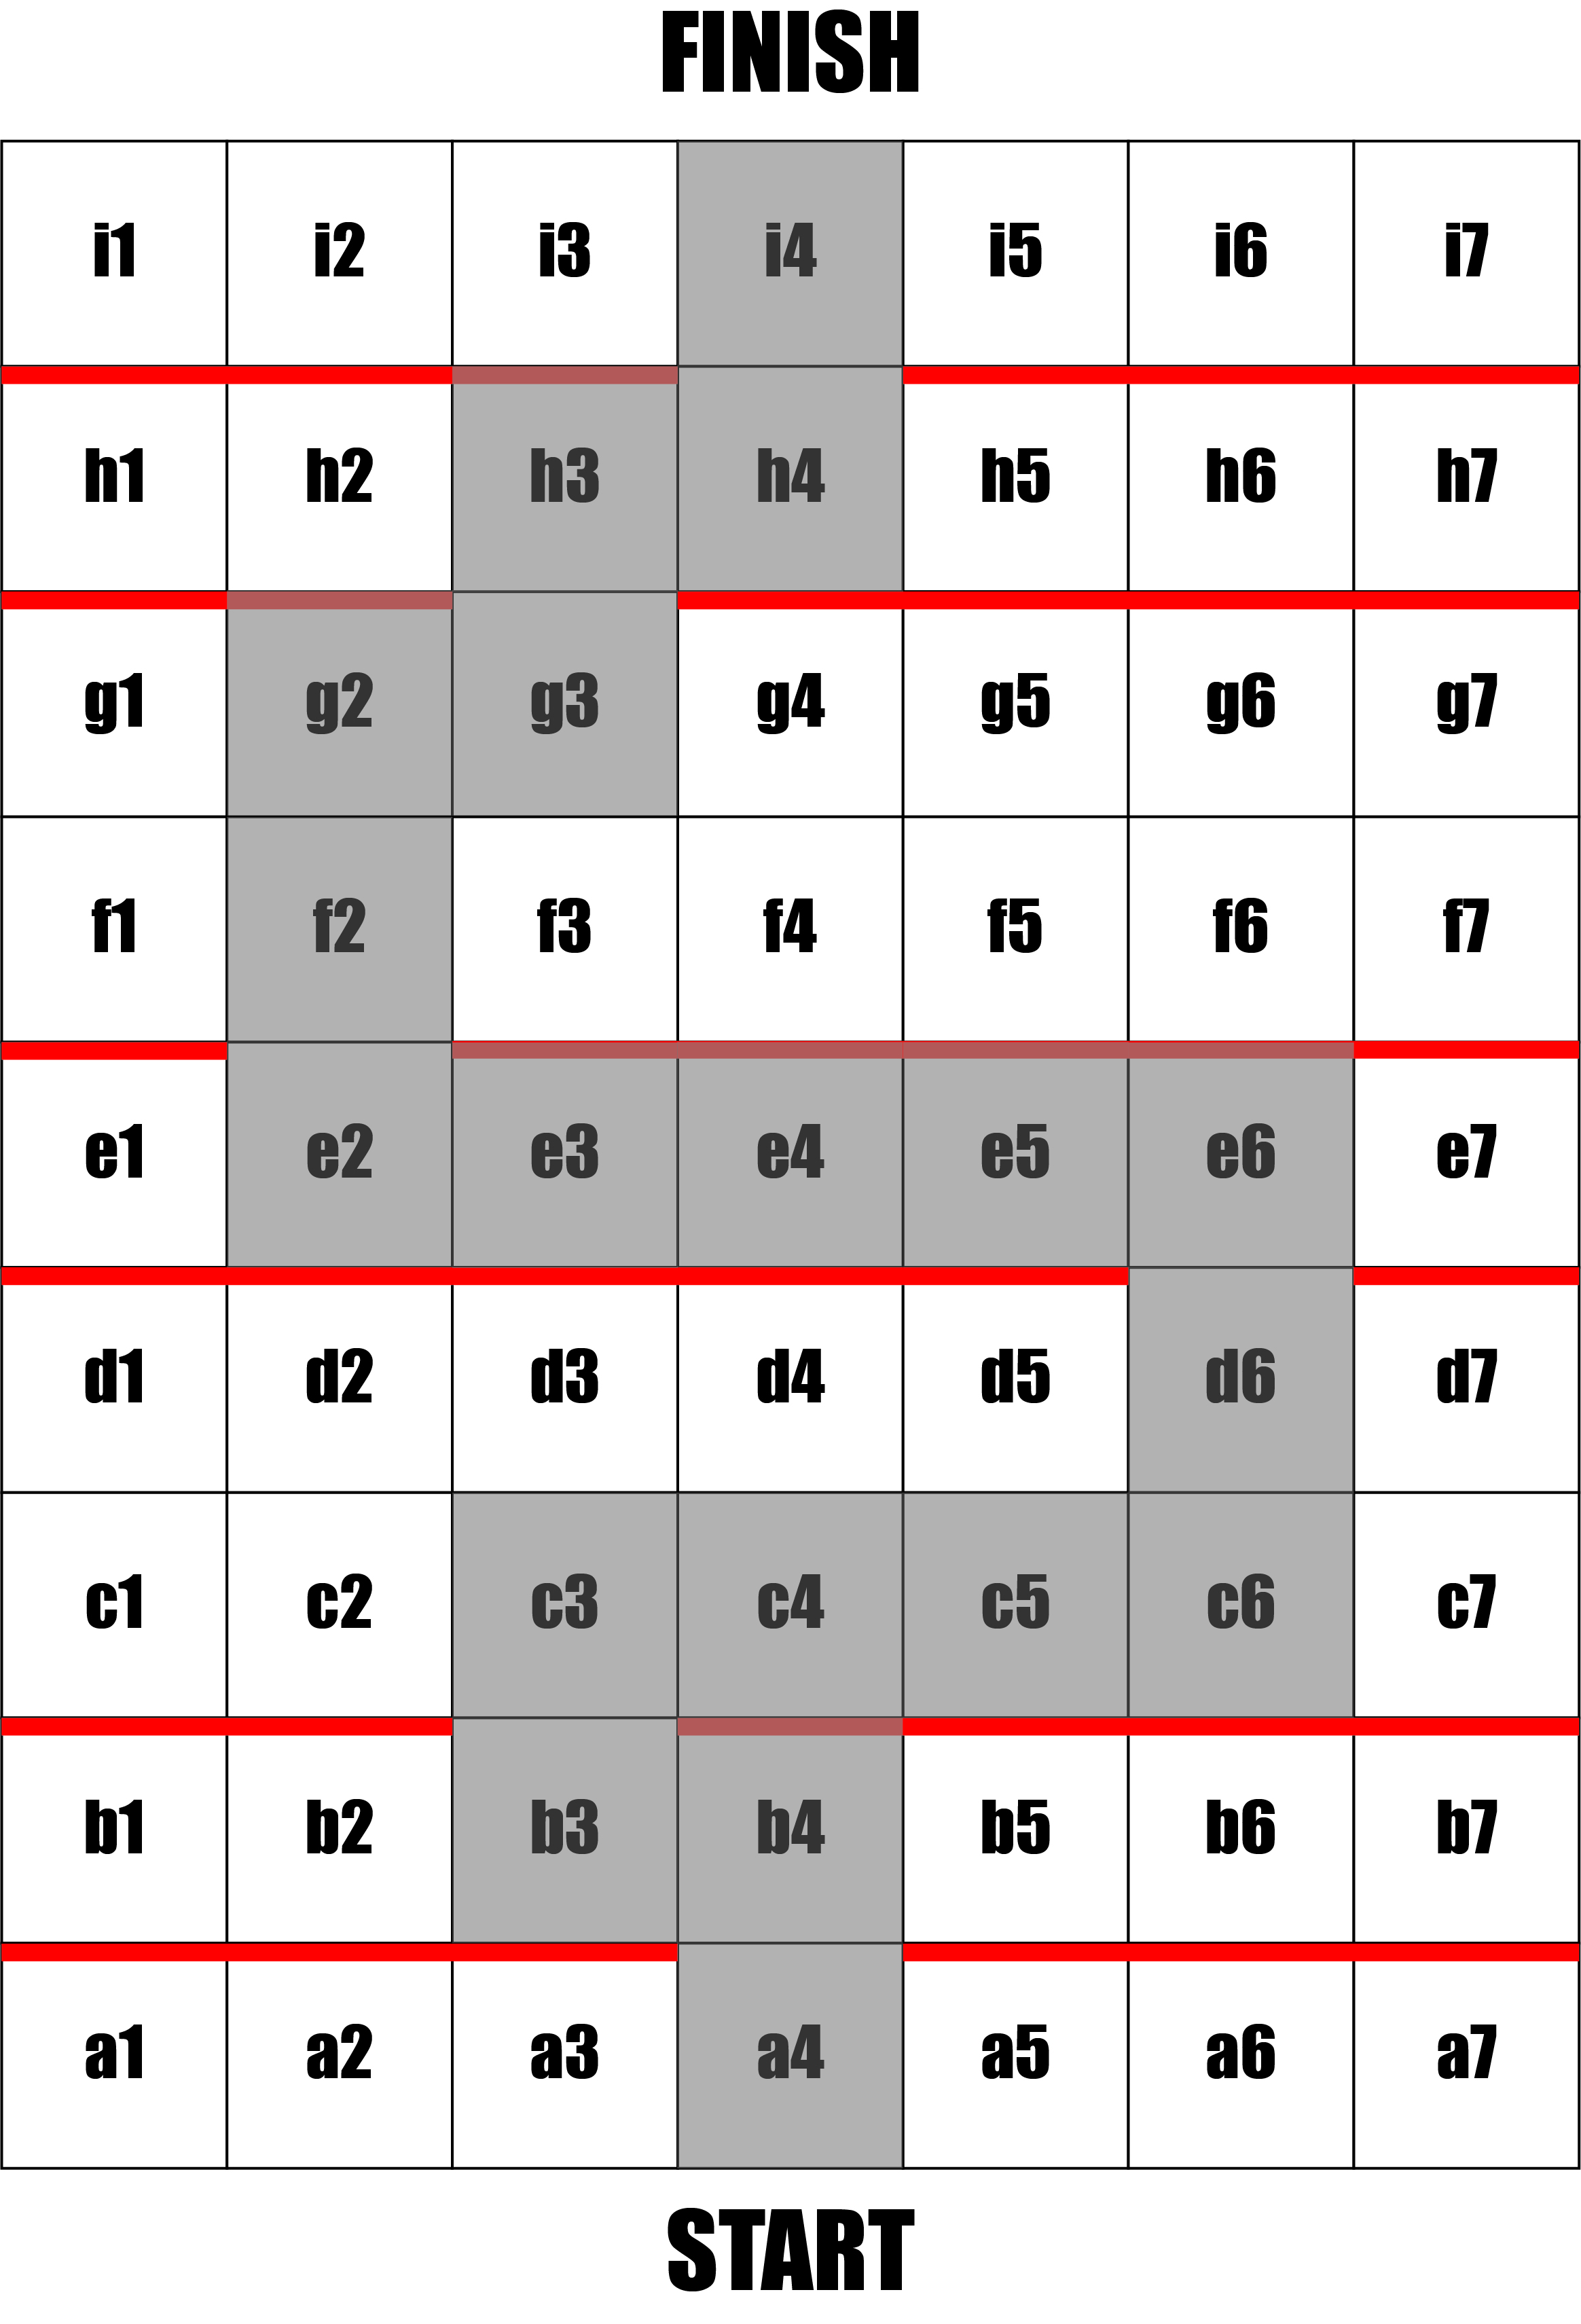 FINISH
i1 i2 i3 i4 i5 i6 i7
h1 h2 h3 h4 h5 h6 h7
g1 g2 g3 g4 g5 g6 g7
f1 f2 f3 f4 f5 f6 f7
e1 e2 e3 e4 e5 e6 e7
d1 d2 d3 d4 d5 d6 d7
c1 c2 c3 c4 c5 c6 c7
b1 b2 b3 b4 b5 b6 b7
a1 a2 a3 a4 a5 a6 a7
START